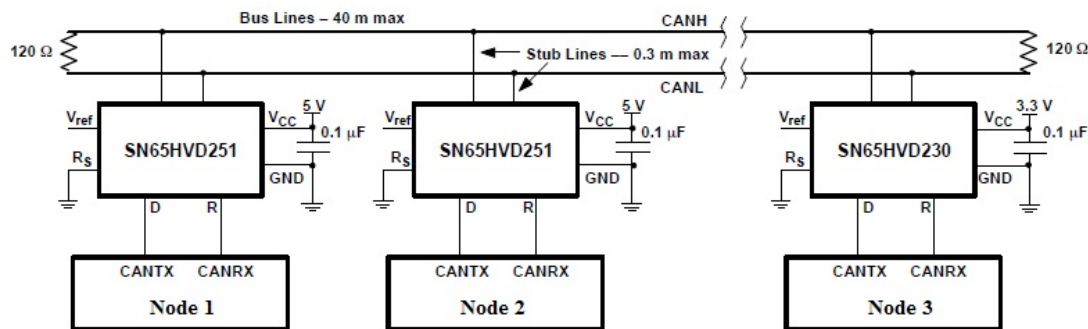 Bus Lines – 40 m max
CANH
120 Ω
120 Ω
Stub Lines –– 0.3 m max
CANL
5 V
5 V
3.3 V
Vref
VCC
0.1 μF
Vref
VCC
0.1 μF
Vref
VCC
0.1 μF
SN65HVD251
SN65HVD251
SN65HVD230
RS
GND
RS
GND
RS
GND
D R
D R
D R
CANTX CANRX
CANTX CANRX
CANTX CANRX
Node 1
Node 2
Node 3